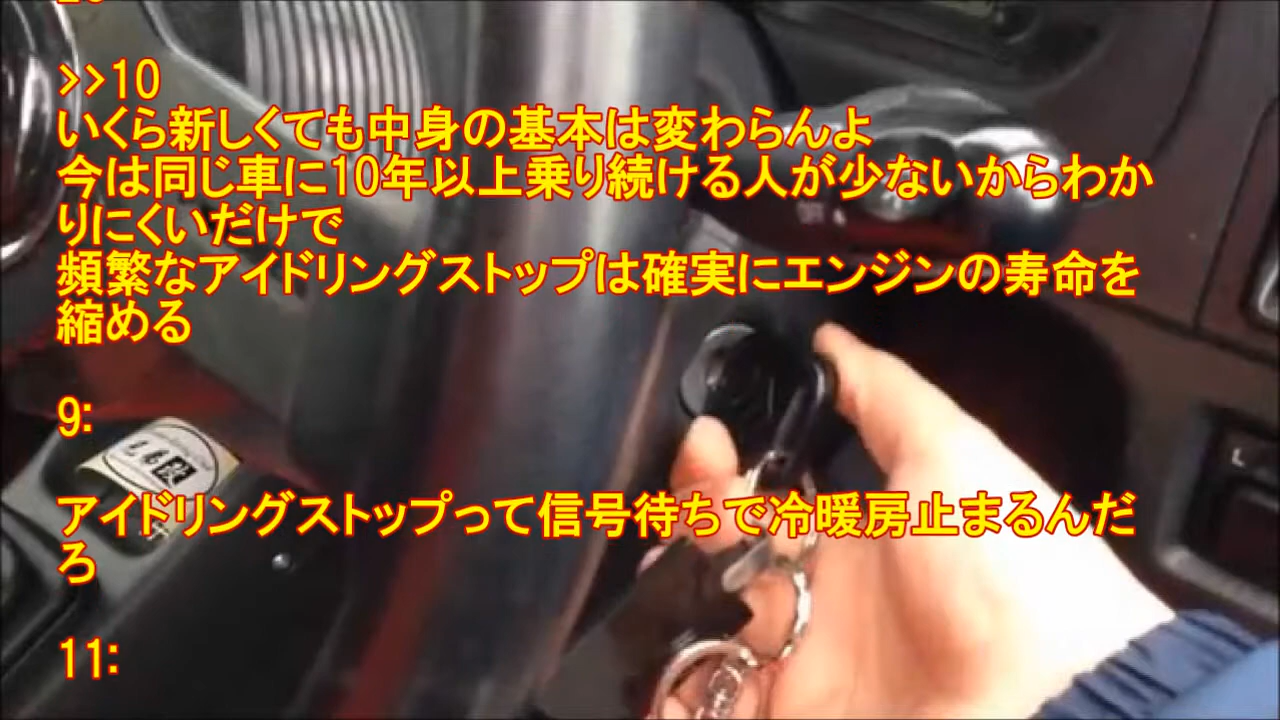 >>10
いくら新しくても中身の基本は変わらんよ
今は同じ車に10年以上乗り続ける人が少ないからわか
りにくいだけで
頻繁なアイドリングストップは確実にエンジンの寿命を
縮める
9:
アイドリングストップって信号待ちで冷暖房止まるんだ
ろ
11: